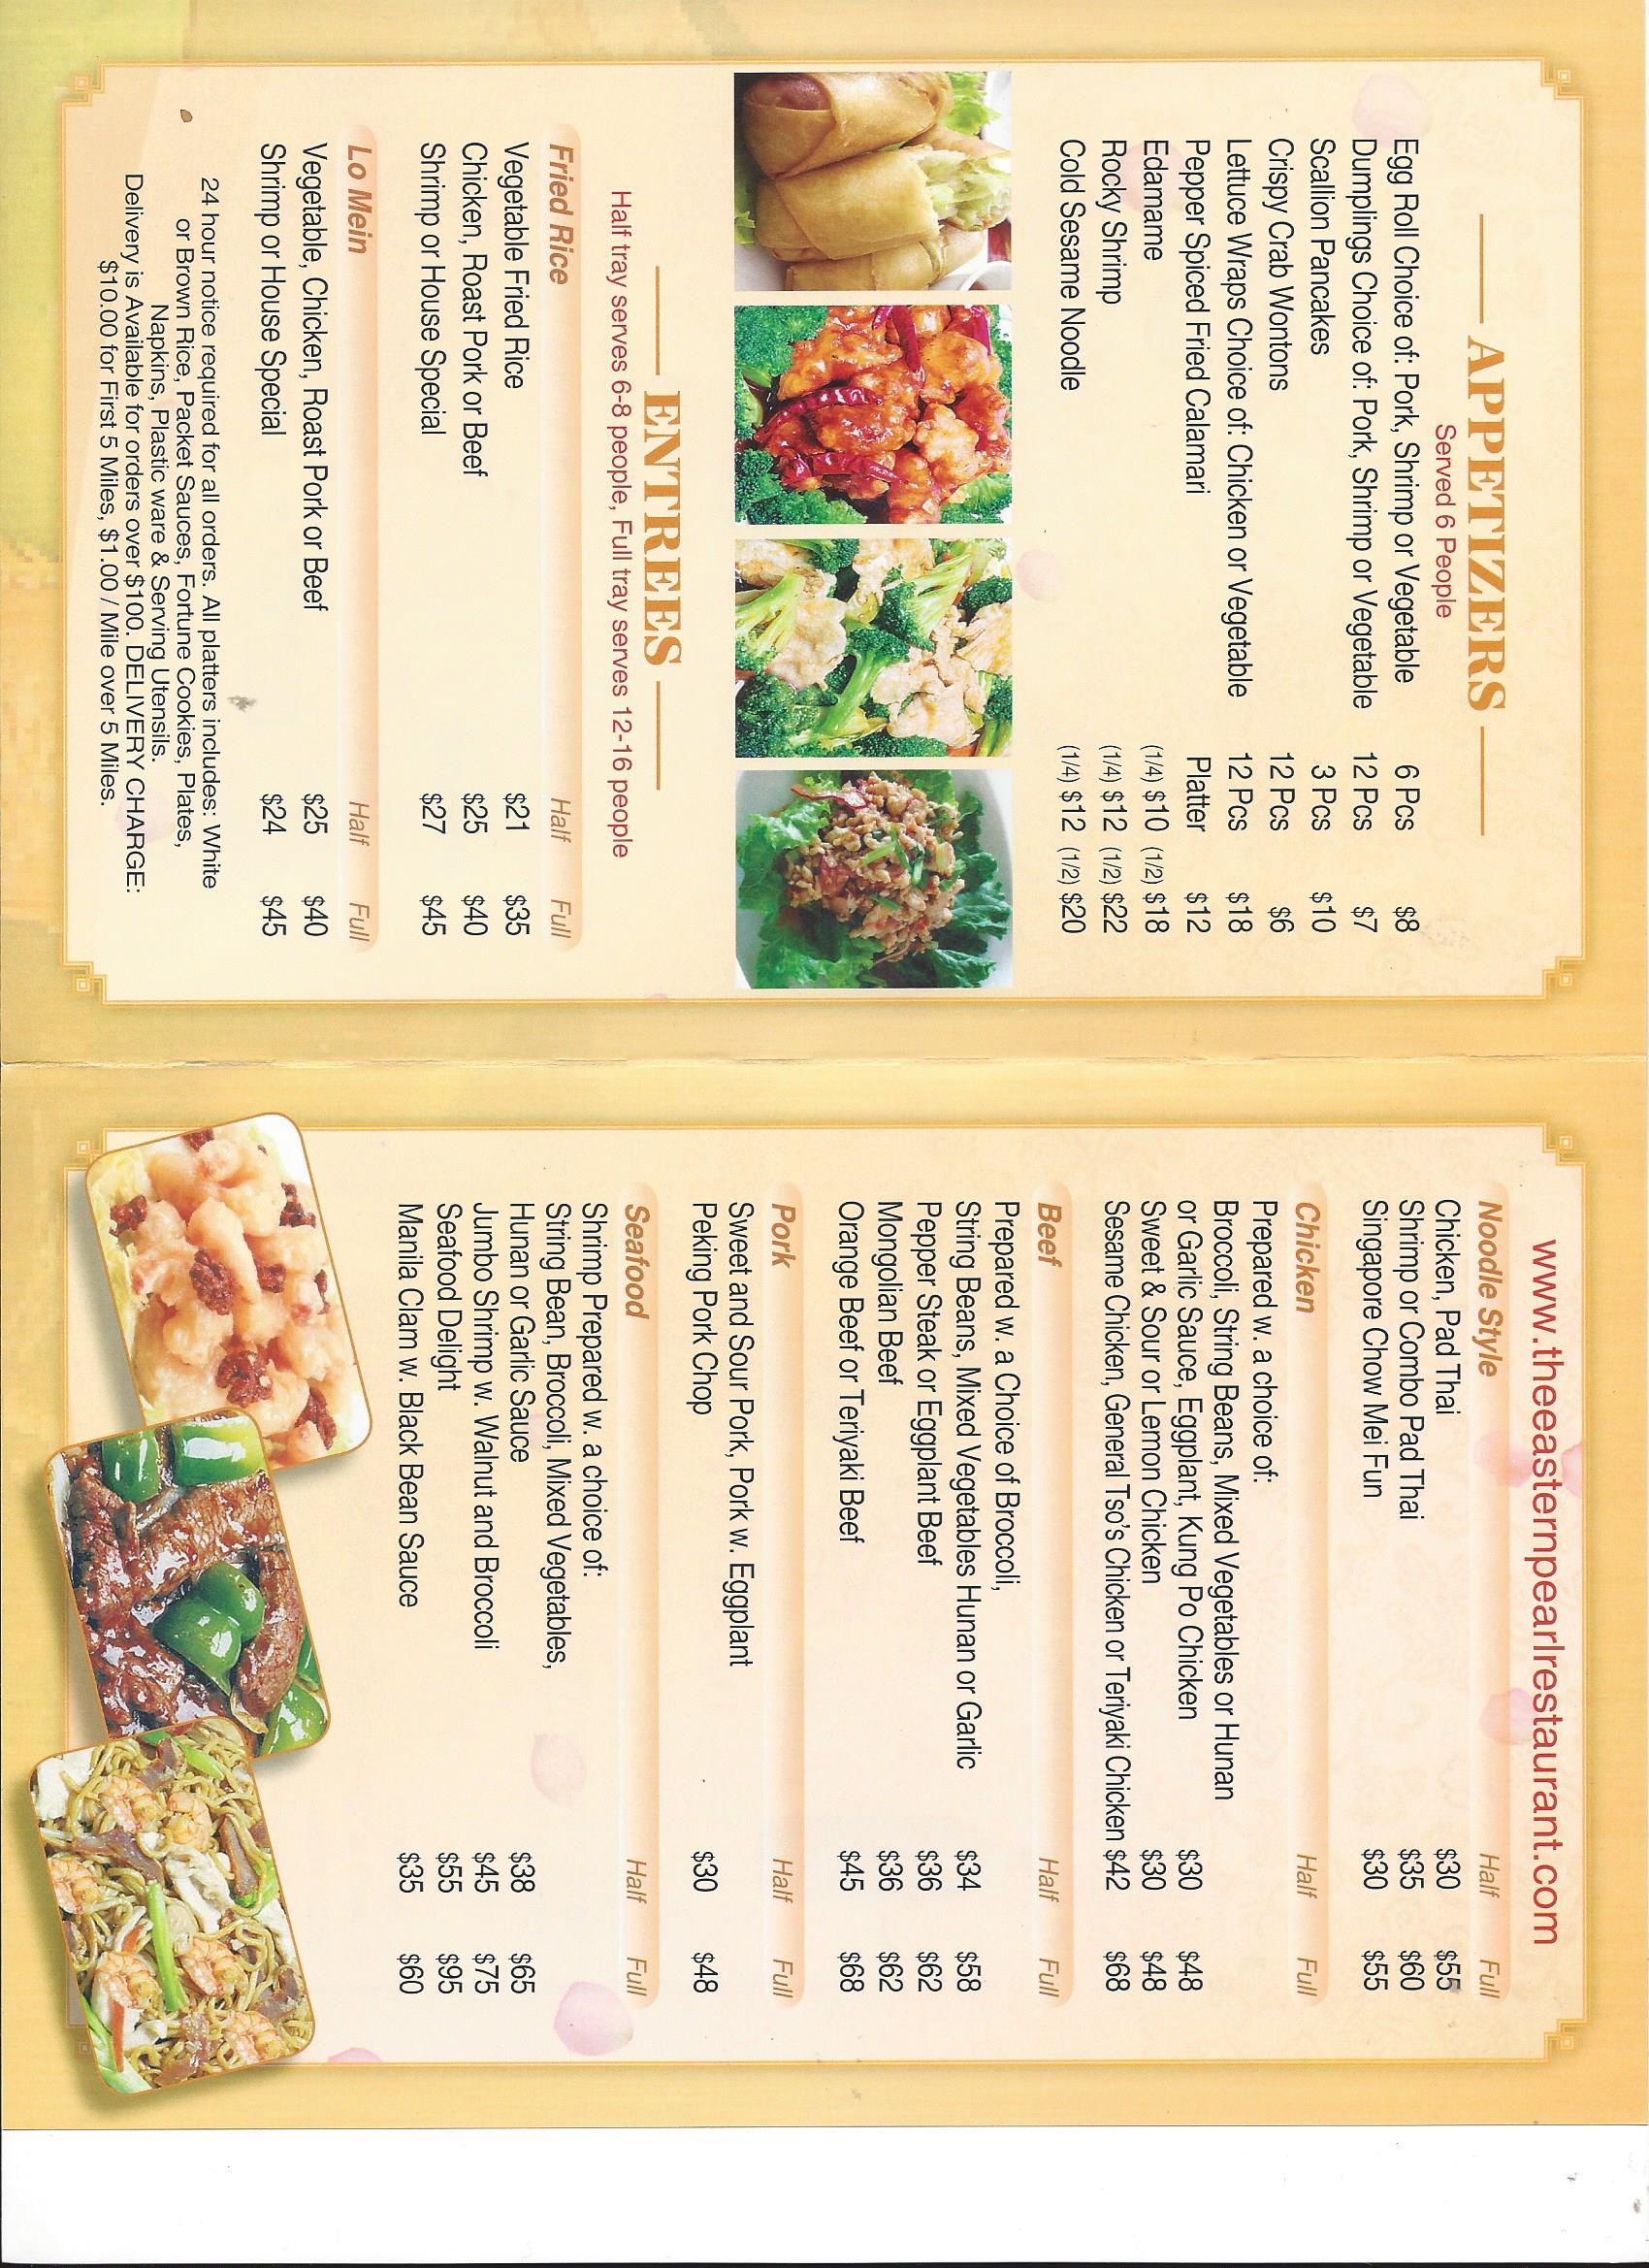 APPETIZERS
Served 6 People
Egg Roll Choice of: Pork, Shrimp or Vegetable 6 Pcs $8
Dumplings Choice of: Pork, Shrimp or Vegetable 12 Pcs $7
Scallion Pancakes 3 Pcs $10
Crispy Crab Wontons 12 Pcs $6
Lettuce Wraps Choice of: Chicken or Vegetable 12 Pcs $18
Pepper Spiced Fried Calamari Platter $12
Edamame (1/4) $10 (1/2) $18
Rocky Shrimp (1/4) $12 (1/2) $22
Cold Sesame Noodle (1/4) $12 (1/2) $20
ENTREES
Half tray serves 6-8 people, Full tray serves 12-16 people
Fried Rice Half Full
Vegetable Fried Rice $21 $35
Chicken, Roast Pork or Beef $25 $40
Shrimp or House Special $27 $45
Lo Mein Half Full
Vegetable, Chicken, Roast Pork or Beef $25 $40
Shrimp or House Special $24 $45
24 hour notice required for all orders. All platters includes: White
or Brown Rice, Packet Sauces, Fortune Cookies, Plates,
Napkins, Plastic ware & Serving Utensils.
Delivery is Available for orders over $100. DELIVERY CHARGE:
$10.00 for First 5 Miles, $1.00 / Mile over 5 Miles.
www.theeasternpearlrestaurant.com
Noodle Style Half Full
Chicken, Pad Thai $30 $55
Shrimp or Combo Pad Thai $35 $60
Singapore Chow Mei Fun $30 $55
Chicken Half Full
Prepared w. a choice of:
Broccoli, String Beans, Mixed Vegetables or Hunan
or Garlic Sauce, Eggplant, Kung Po Chicken $30 $48
Sweet & Sour or Lemon Chicken $30 $48
Sesame Chicken, General Tso's Chicken or Teriyaki Chicken $42 $68
Beef Half Full
Prepared w. a Choice of Broccoli,
String Beans, Mixed Vegetables Hunan or Garlic $34 $58
Pepper Steak or Eggplant Beef $36 $62
Mongolian Beef $36 $62
Orange Beef or Teriyaki Beef $45 $68
Pork Half Full
Sweet and Sour Pork, Pork w. Eggplant
Peking Pork Chop $30 $48
Seafood Half Full
Shrimp Prepared w. a choice of:
String Bean, Broccoli, Mixed Vegetables,
Hunan or Garlic Sauce $38 $65
Jumbo Shrimp w. Walnut and Broccoli $45 $75
Seafood Delight $55 $95
Manila Clam w. Black Bean Sauce $35 $60